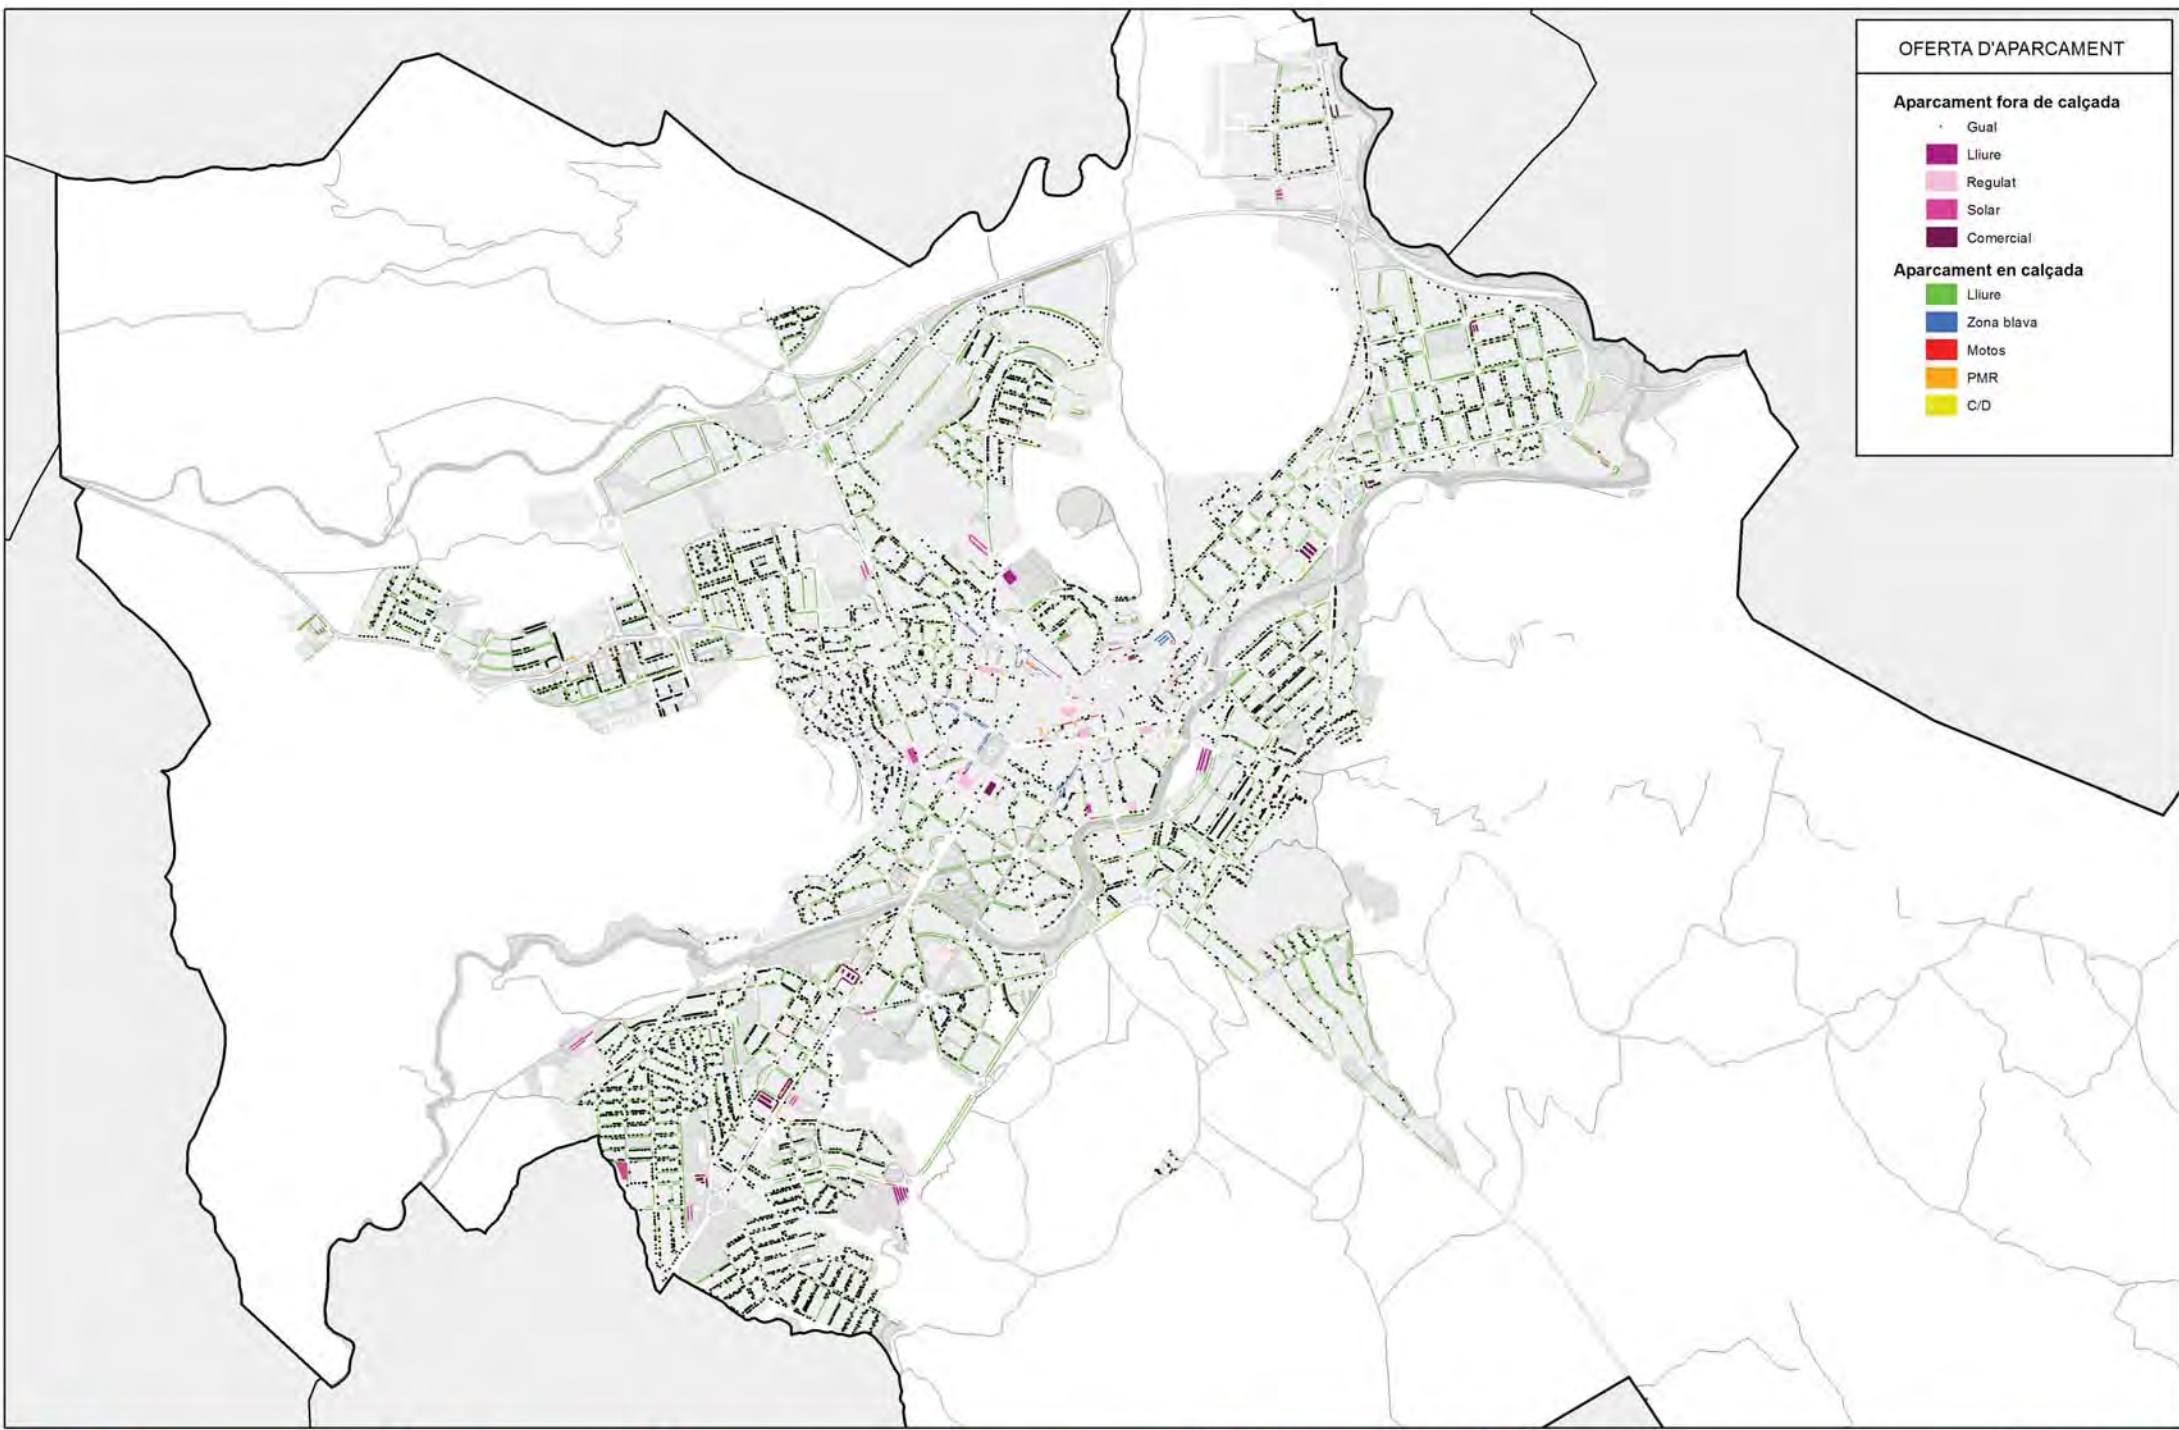 OFERTA D'APARCAMENT
Aparcament fora de calçada
Gual
Lliure
Regulat
Solar
Comercial
Aparcament en calçada
Lliure
Zona blava
Motos
PMR
C/D